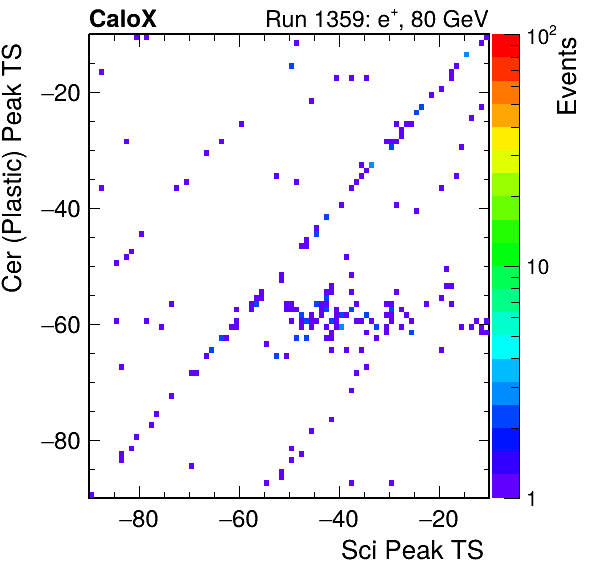 CaloX
Run 1359: e+, 80 GeV
Cer (Plastic) Peak TS
−20
−40
−60
−80
−80
−60
−40
−20
Sci Peak TS
10²
10
1
Events